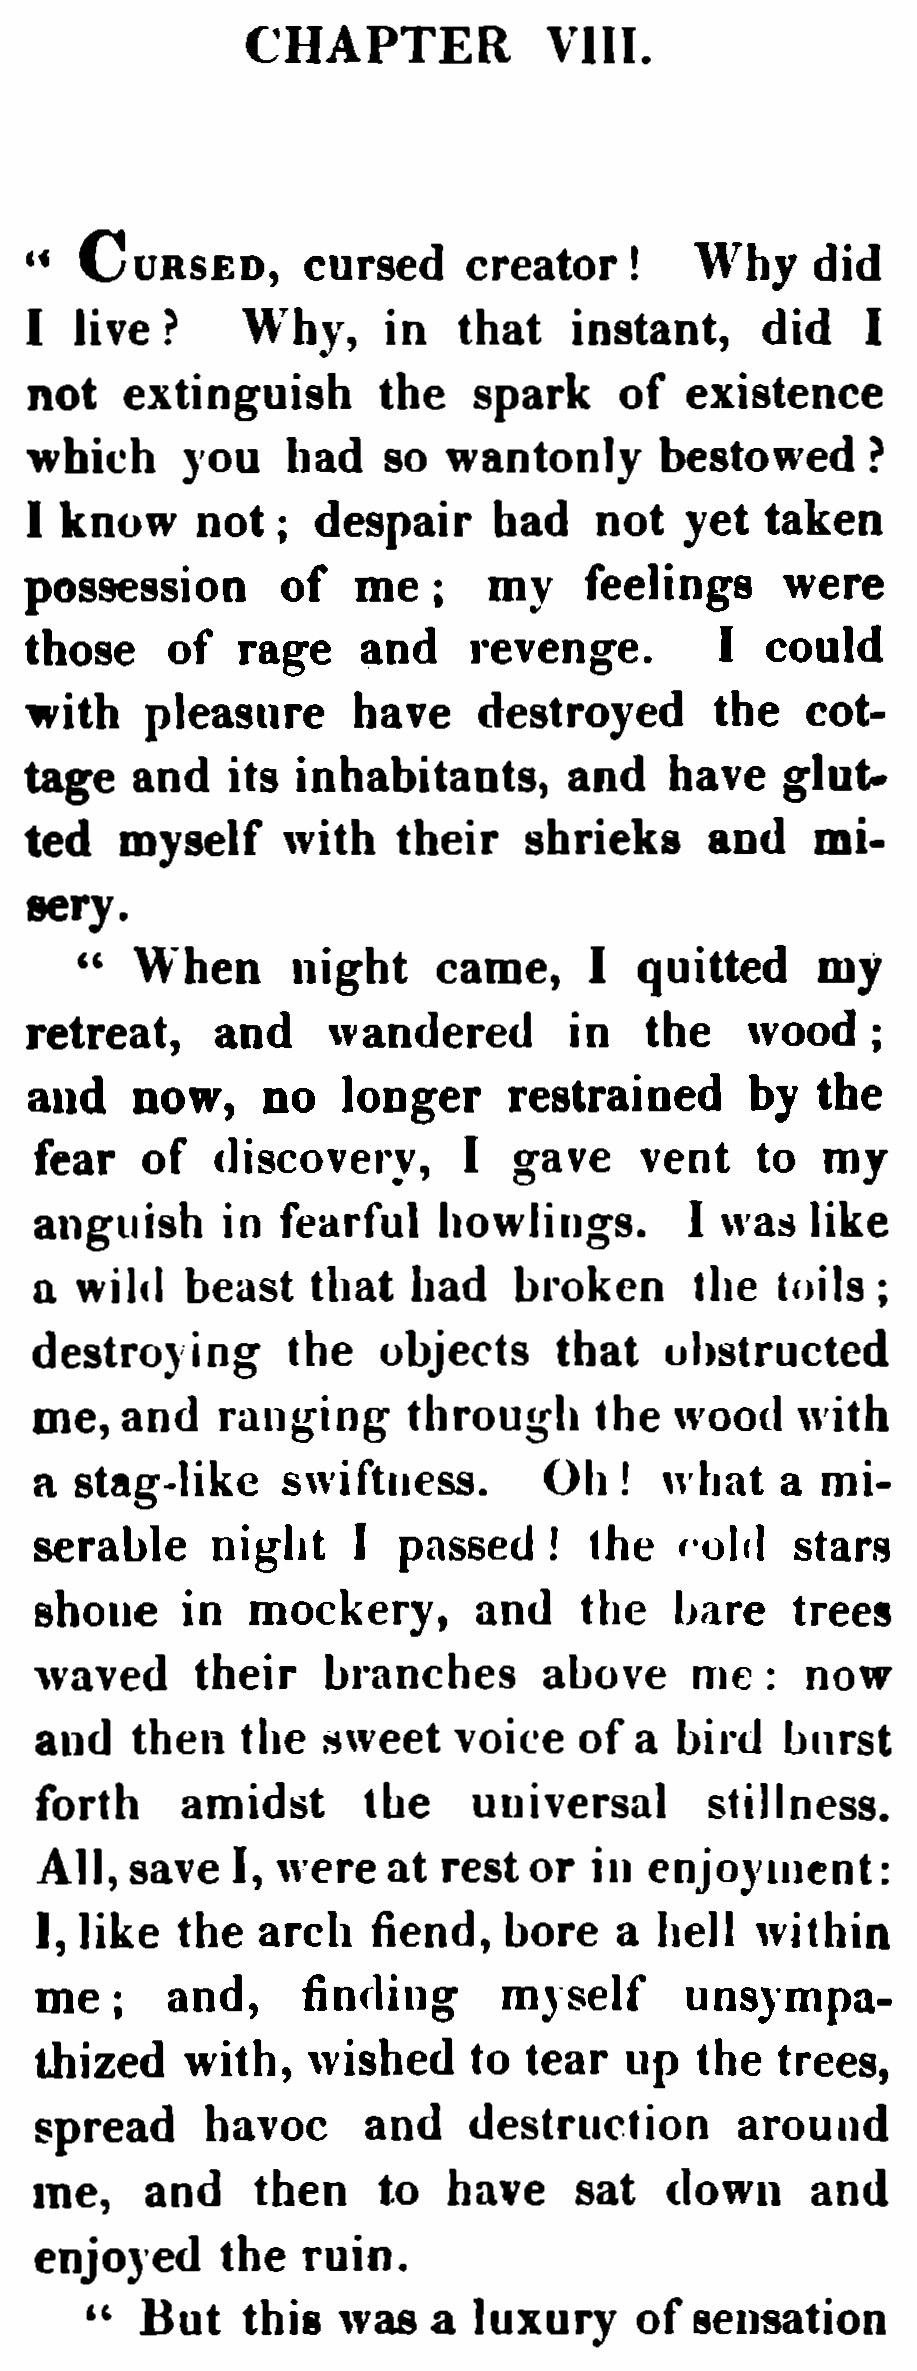 CHAPTER VIII.
“ CURSED, cursed creator! Why did
I live? Why, in that instant, did I
not extinguish the spark of existence
which you had so wantonly bestowed?
I know not; despair had not yet taken
possession of me; my feelings were
those of rage and revenge. I could
with pleasure have destroyed the cot-
tage and its inhabitants, and have glut-
ted myself with their shrieks and mi-
sery.
“ When night came, I quitted my
retreat, and wandered in the wood;
and now, no longer restrained by the
fear of discovery, I gave vent to my
anguish in fearful howlings. I was like
a wild beast that had broken the toils;
destroying the objects that obstructed
me, and ranging through the wood with
a stag-like swiftness. Oh! what a mi-
serable night I passed! the cold stars
shone in mockery, and the bare trees
waved their branches above me: now
and then the sweet voice of a bird burst
forth amidst the universal stillness.
All, save I, were at rest or in enjoyment:
I, like the arch fiend, bore a hell within
me; and, finding myself unsympa-
thized with, wished to tear up the trees,
spread havoc and destruction around
me, and then to have sat down and
enjoyed the ruin.
“ But this was a luxury of sensation